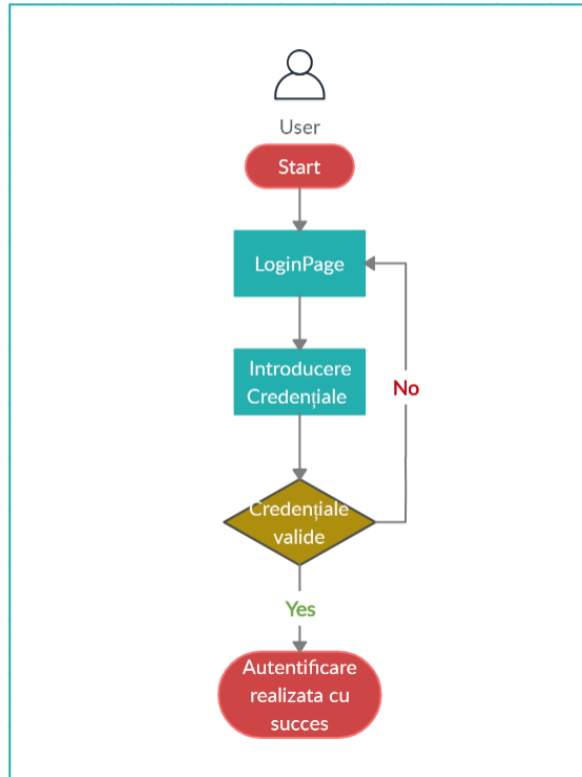 User
Start
LoginPage
Introducere
Credențiale
No
Credențiale
valide
Yes
Autentificare
realizata cu
succes